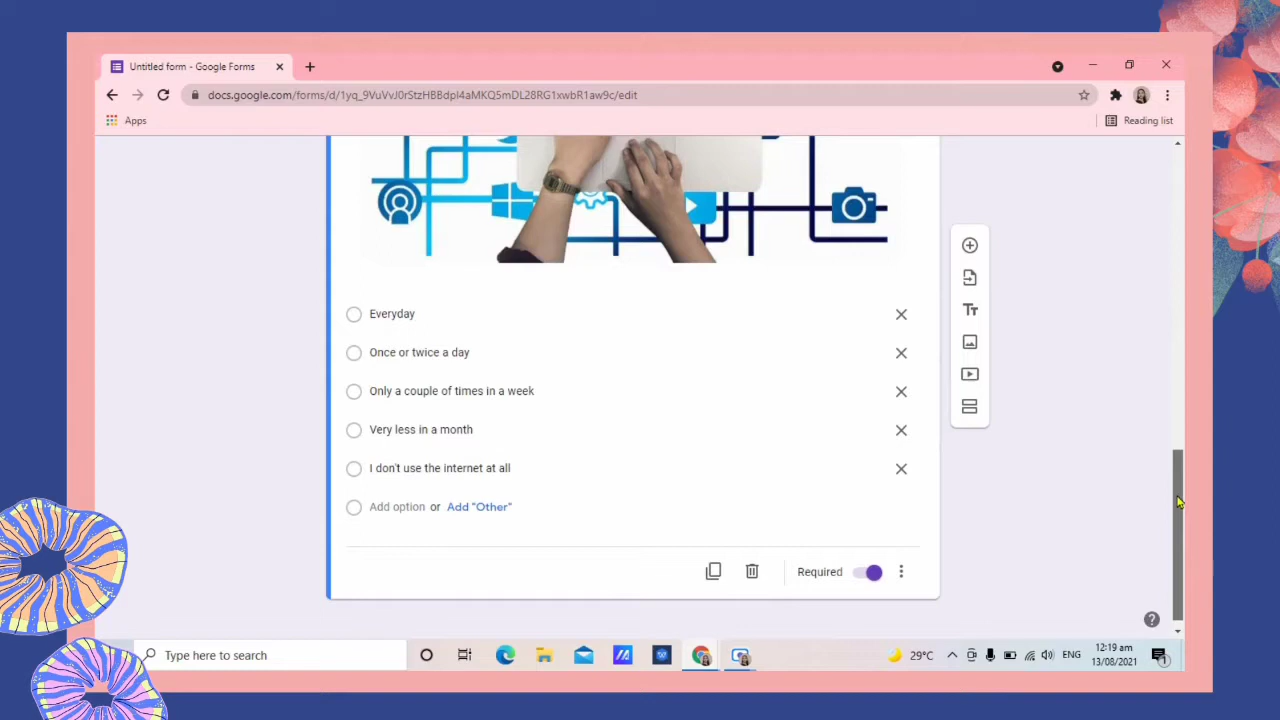 Untitled form - Google Forms
docs.google.com/forms/d/1yq_9VuVvJ0rStzHBBdpI4aMKQ5mDL28RG1xwbR1aw9c/edit
Apps
Reading list
Everyday
Once or twice a day
Only a couple of times in a week
Very less in a month
I don't use the internet at all
Add option or Add "Other"
Required
Type here to search
29°C
ENG
12:19 am
13/08/2021
1